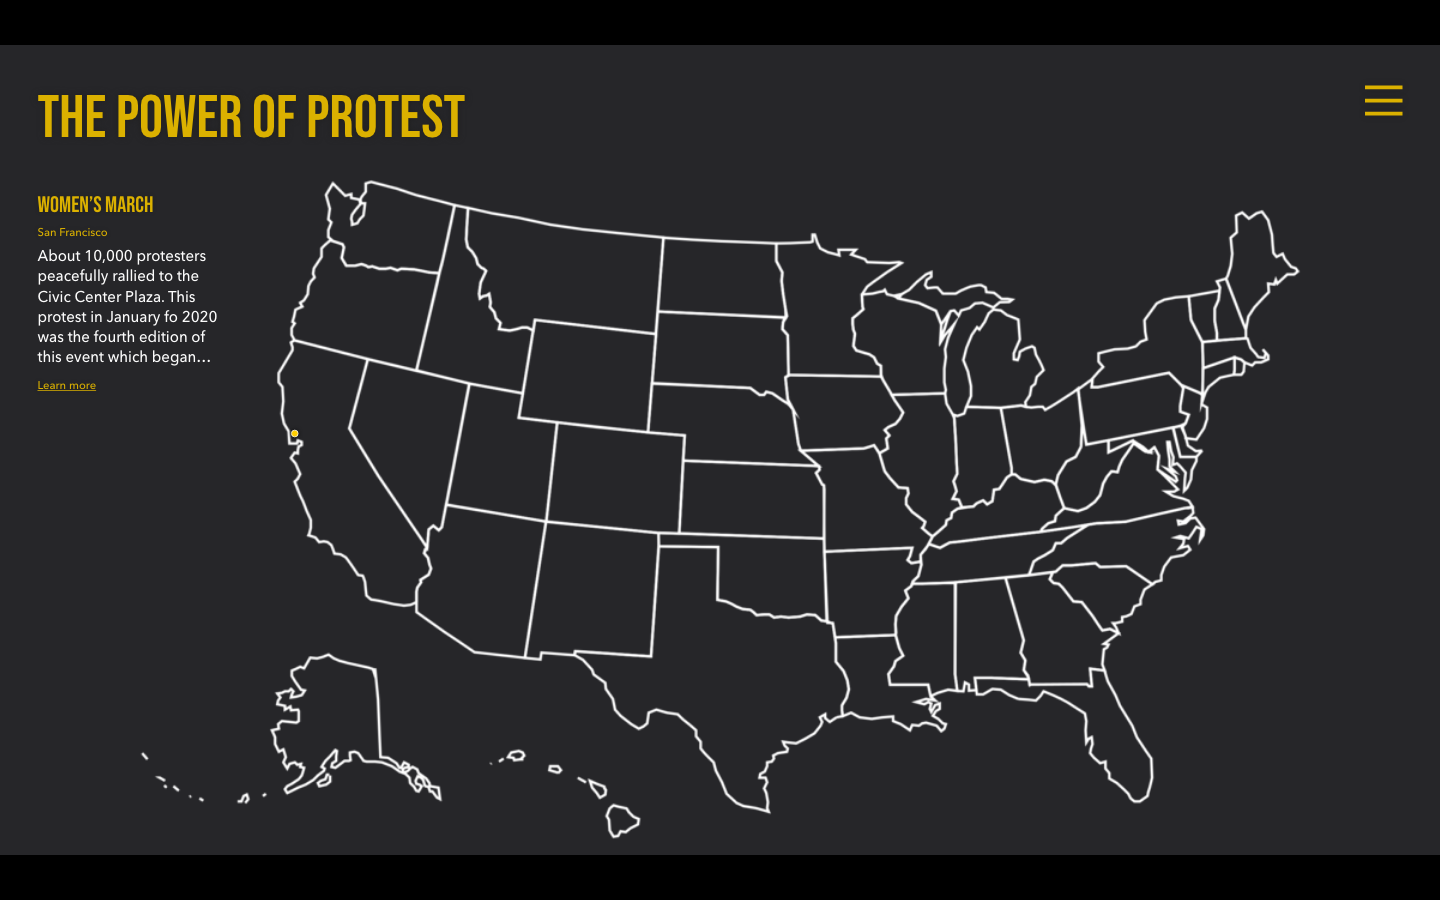 THE POWER OF PROTEST
WOMEN'S MARCH
San Francisco
About 10,000 protesters
peacefully rallied to the
Civic Center Plaza. This
protest in January fo 2020
was the fourth edition of
this event which began...
Learn more